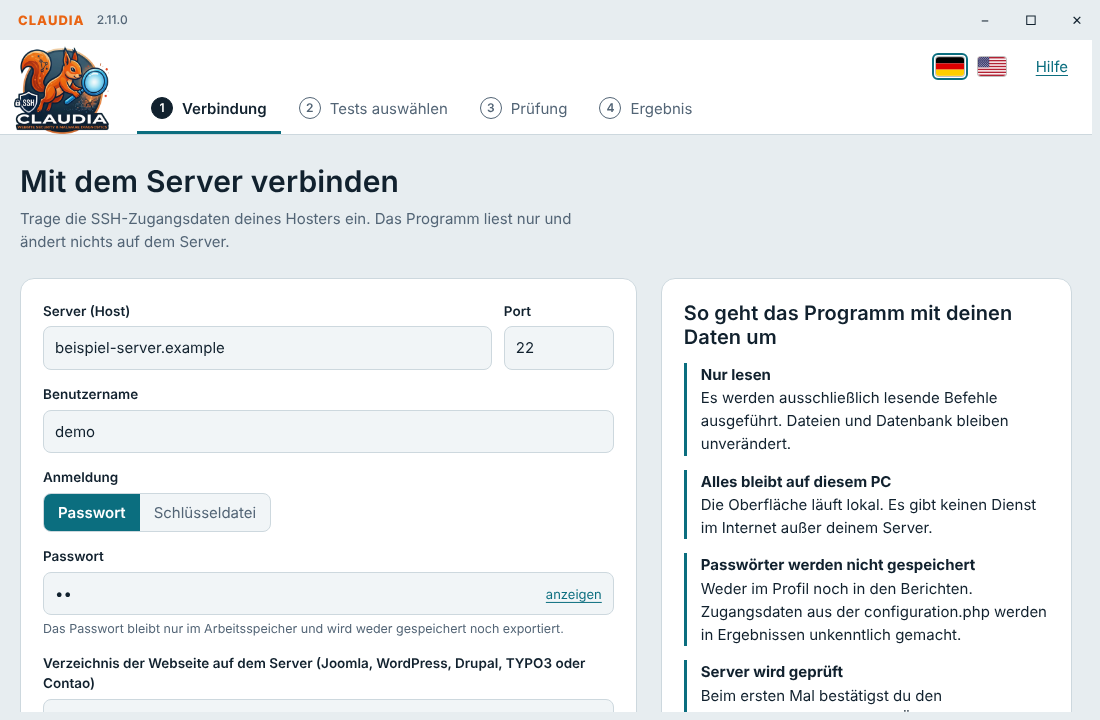 CLAUDIA 2.11.0
SSH
CLAUDIA
Hilfe
1 Verbindung
2 Tests auswählen
3 Prüfung
4 Ergebnis
Mit dem Server verbinden
Trage die SSH-Zugangsdaten deines Hosters ein. Das Programm liest nur und
ändert nichts auf dem Server.
Server (Host)
beispiel-server.example
Port
22
Benutzername
demo
Anmeldung
Passwort
Schlüsseldatei
Passwort
••
anzeigen
Das Passwort bleibt nur im Arbeitsspeicher und wird weder gespeichert noch exportiert.
Verzeichnis der Webseite auf dem Server (Joomla, WordPress, Drupal, TYPO3 oder
Contao)
So geht das Programm mit deinen
Daten um
Nur lesen
Es werden ausschließlich lesende Befehle
ausgeführt. Dateien und Datenbank bleiben
unverändert.
Alles bleibt auf diesem PC
Die Oberfläche läuft lokal. Es gibt keinen Dienst
im Internet außer deinem Server.
Passwörter werden nicht gespeichert
Weder im Profil noch in den Berichten.
Zugangsdaten aus der configuration.php werden
in Ergebnissen unkenntlich gemacht.
Server wird geprüft
Beim ersten Mal bestätigst du den